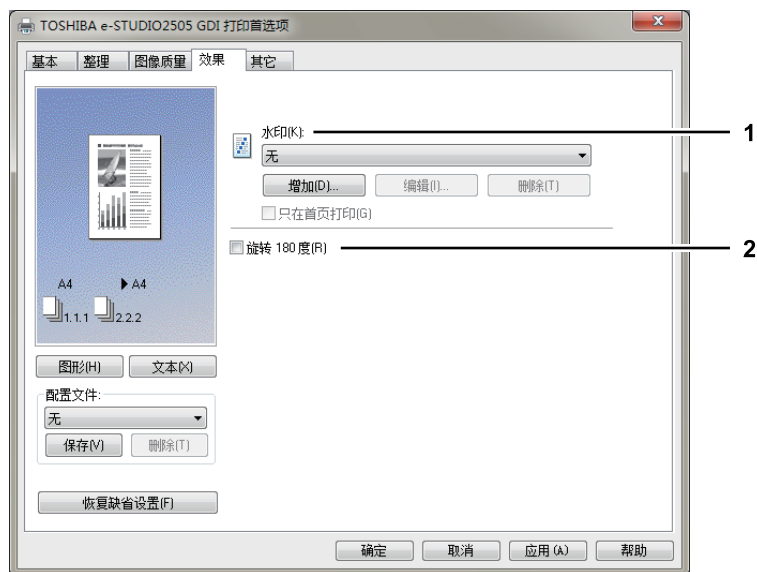 TOSHIBA e-STUDIO2505 GDI 打印首选项
基本 整理 图像质量 效果 其它
水印(K):
1
无
增加(D)... 编辑(I)... 删除(T)
只在首页打印(G)
旋转 180 度(R)
2
A4 A4
1.1.1 2.2.2
图形(H) 文本(X)
配置文件:
无
保存(V) 删除(T)
恢复缺省设置(F)
确定 取消 应用(A) 帮助